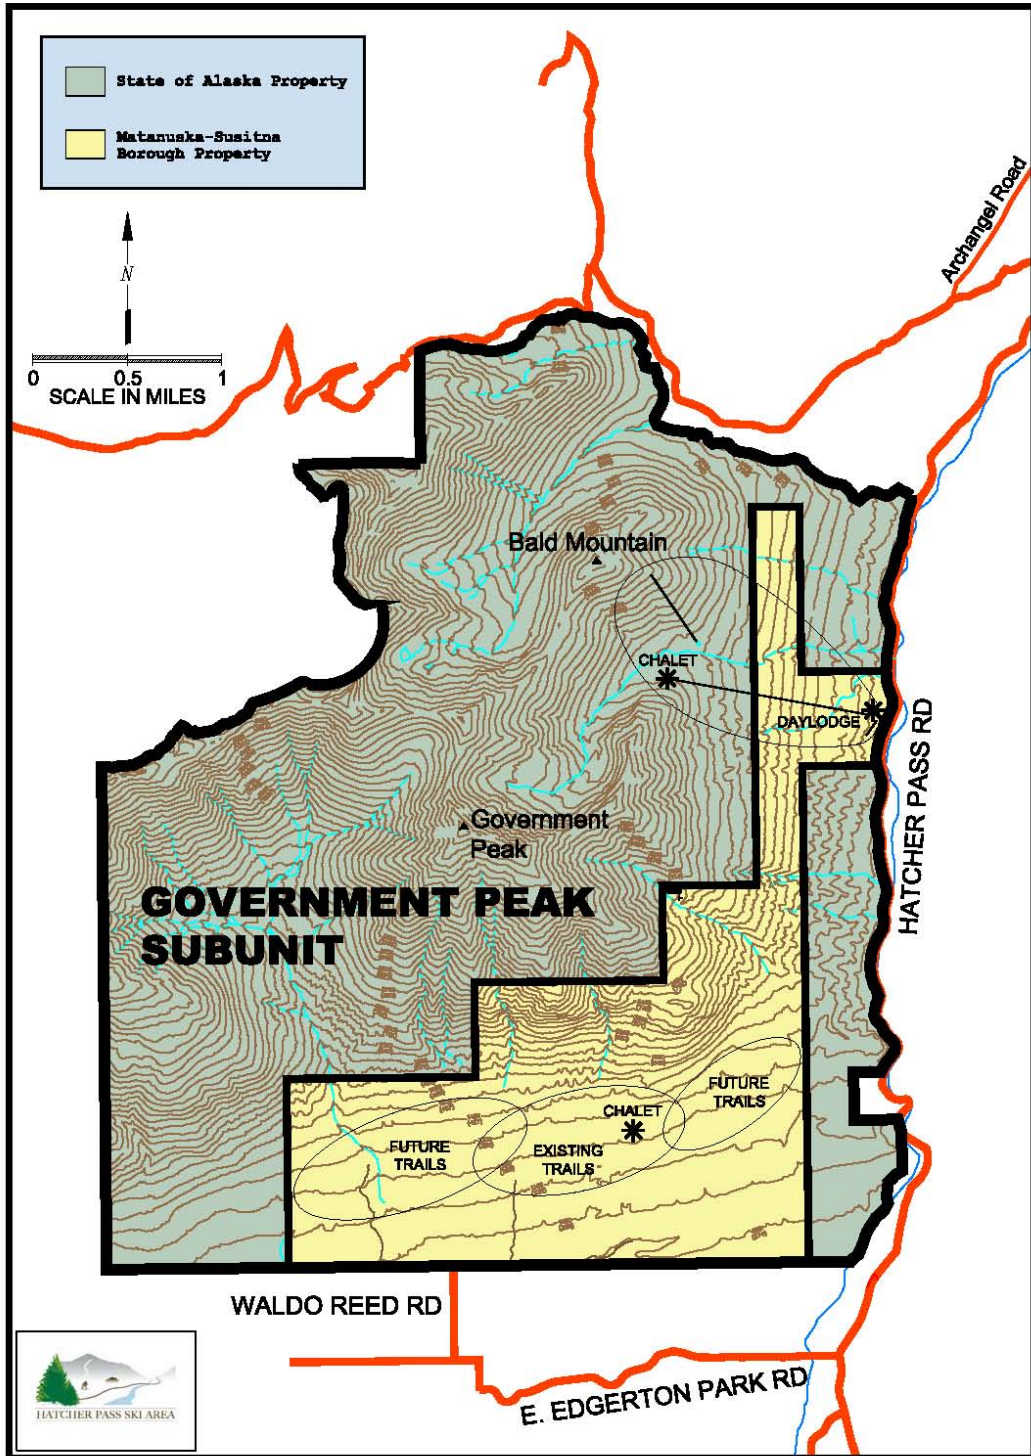 State of Alaska Property
Matanuska-Susitna
Borough Property
N
0 0.5 1
SCALE IN MILES
Archangel Road
Bald Mountain
CHALET
DAYLODGE
HATCHER PASS RD
Government
Peak
GOVERNMENT PEAK
SUBUNIT
FUTURE
TRAILS
CHALET
EXISTING
TRAILS
FUTURE
TRAILS
WALDO REED RD
E. EDGERTON PARK RD
HATCHER PASS SKI AREA